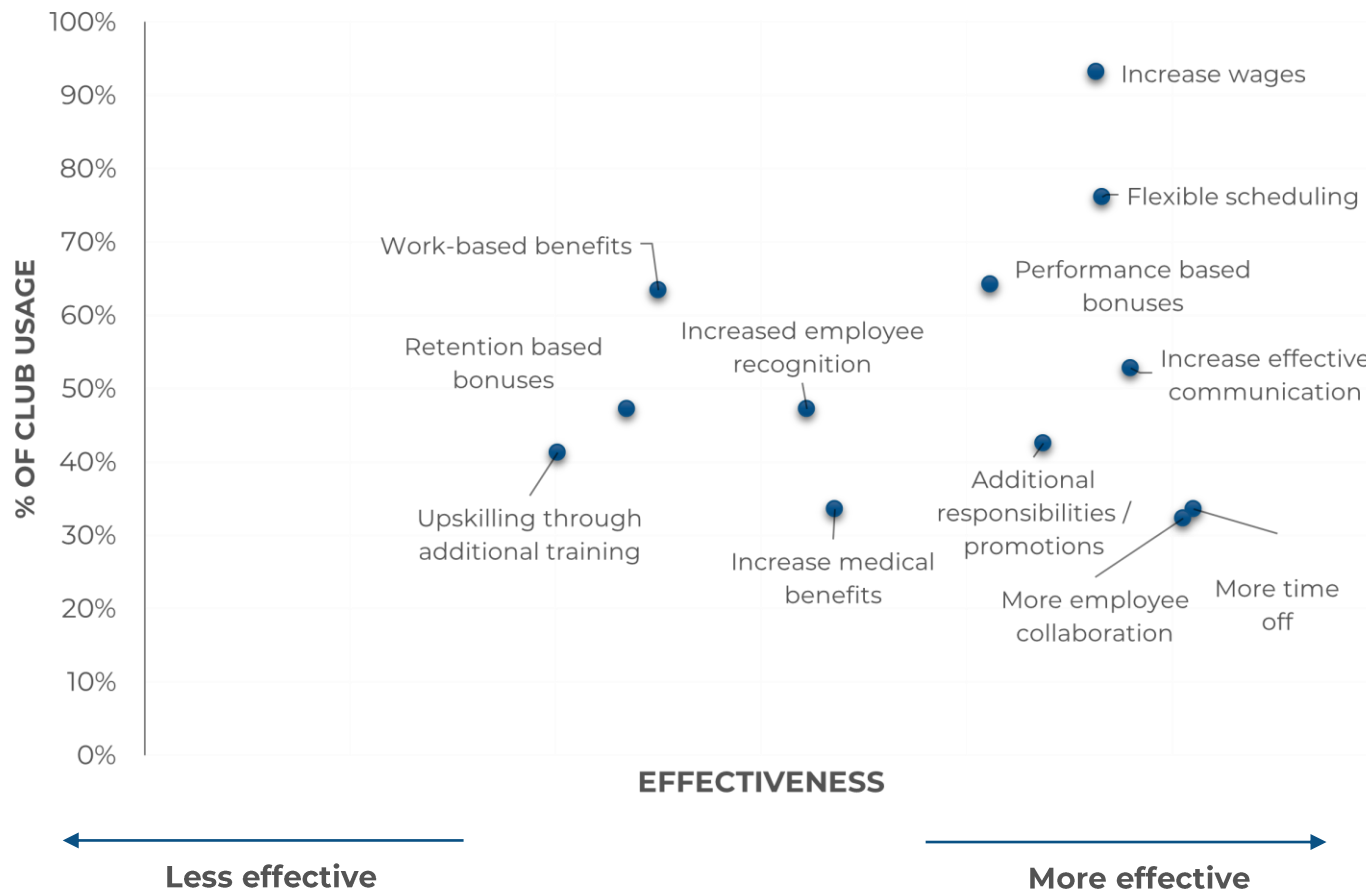 100%
90%
80%
70%
60%
50%
40%
30%
20%
10%
0%
% OF CLUB USAGE
Increase wages
Flexible scheduling
Work-based benefits
Performance based
bonuses
Increased employee
recognition
Retention based
bonuses
Increase effective
communication
Additional
responsibilities /
promotions
Upskilling through
additional training
Increase medical
benefits
More employee
collaboration
More time
off
EFFECTIVENESS
Less effective
More effective